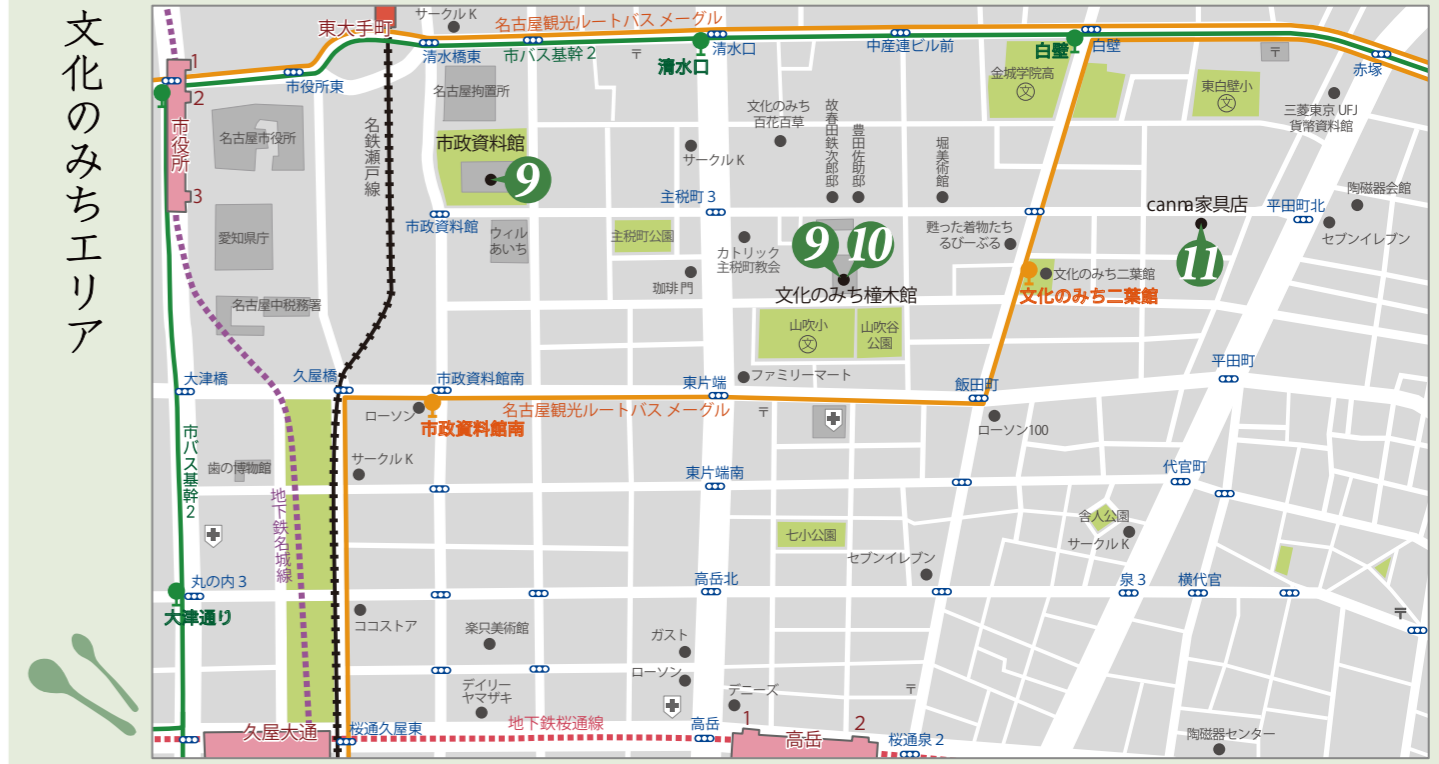 文化のみちエリア
東大手町
サークルK
名古屋観光ルートバス メーグル
清水橋東
市バス基幹2
〒
清水口
清水口
中産連ビル前
白壁
白壁
〒
赤塚
1
2
市役所
3
市役所東
名古屋市役所
名鉄瀬戸線
名古屋拘置所
市政資料館
9
文化のみち
百花百草
サークルK
故春田鉄次郎邸
豊田佐助邸
堀美術館
金城学院高
文
東白壁小
文
三菱東京UFJ
貨幣資料館
陶磁器会館
愛知県庁
市政資料館
ウィル
あいち
主税町公園
主税町3
カトリック
主税町教会
珈琲門
9
10
文化のみち橦木館
甦った着物たち
るびーぶる
canna家具店
11
平田町北
セブンイレブン
文化のみち二葉館
文化のみち二葉館
名古屋中税務署
山吹小
文
山吹谷
公園
大津橋
久屋橋
市政資料館南
東片端
ファミリーマート
飯田町
平田町
ローソン
市政資料館南
名古屋観光ルートバス メーグル
〒
ローソン100
市バス基幹2
歯の博物館
サークルK
東片端南
代官町
地下鉄名城線
七小公園
舎人公園
サークルK
セブンイレブン
丸の内3
大津通り
高岳北
泉3
横代官
〒
ココストア
楽只美術館
ガスト
ローソン
デイリー
ヤマザキ
デニーズ
〒
久屋大通
桜通久屋東
地下鉄桜通線
高岳
1
高岳
2
桜通泉2
陶磁器センター